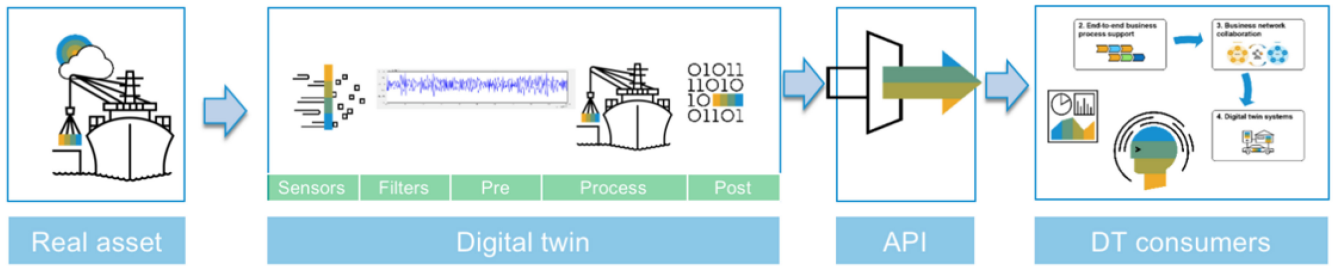 01011
11010
10
01101
Sensors
Filters
Pre
Process
Post
2. End-to-end business
process support
3. Business network
collaboration
4. Digital twin systems
Real asset
Digital twin
API
DT consumers